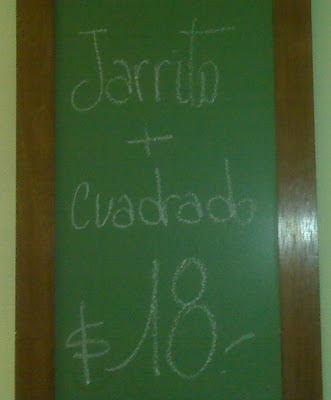 Jarrito
+
cuadrado
$18.-